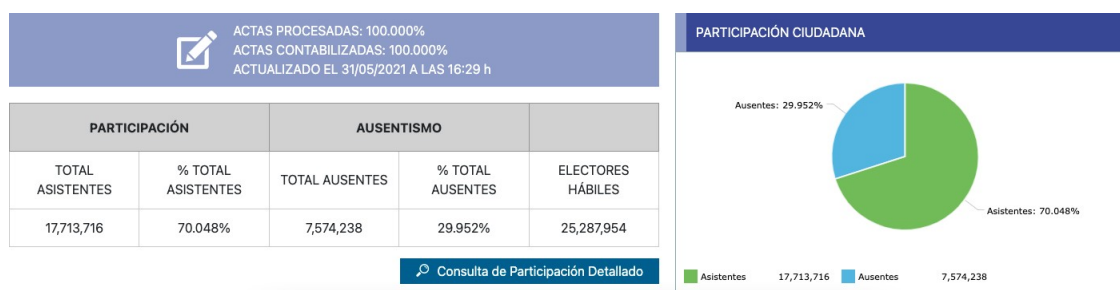 ACTAS PROCESADAS: 100.000%
ACTAS CONTABILIZADAS: 100.000%
ACTUALIZADO EL 31/05/2021 A LAS 16:29 h
PARTICIPACIÓN AUSENTISMO
TOTAL ASISTENTES % TOTAL ASISTENTES TOTAL AUSENTES % TOTAL AUSENTES ELECTORES HÁBILES
17,713,716 70.048% 7,574,238 29.952% 25,287,954
Consulta de Participación Detallado
PARTICIPACIÓN CIUDADANA
Ausentes: 29.952%
Asistentes: 70.048%
Asistentes 17,713,716 Ausentes 7,574,238